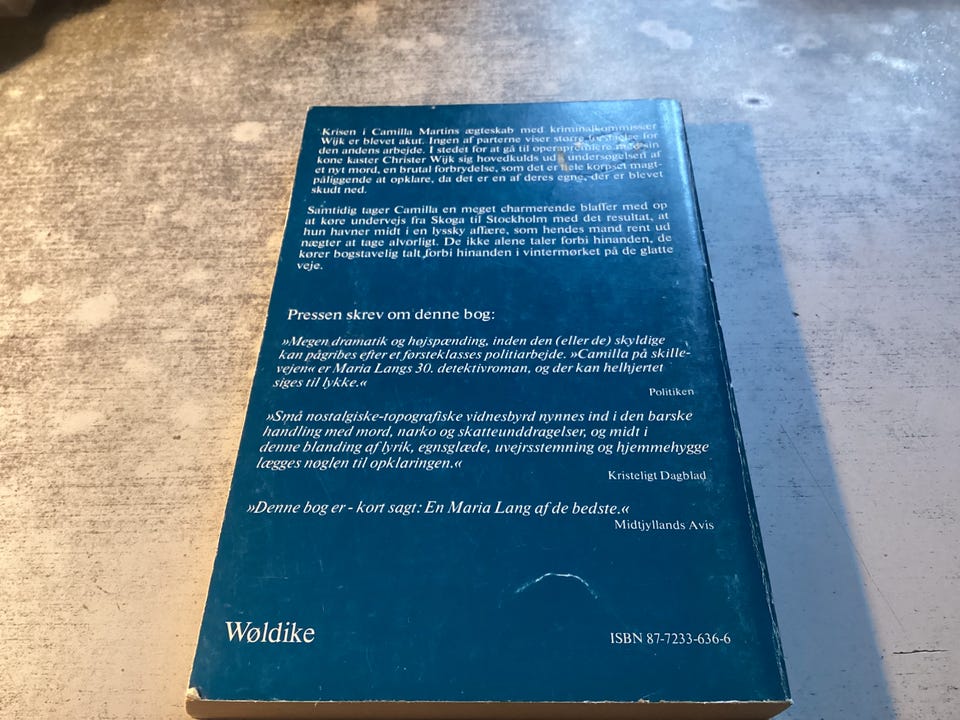 Krisen i Camilla Martins ægteskab med kriminalkommissær
Wijk er blevet akut. Ingen af parterne viser større forståelse for
den andens arbejde. I stedet for at gå til operapremiere med sin
kone kaster Christer Wijk sig hovedkulds ud i undersøgelsen af
et nyt mord, en brutal forbrydelse, som det er hele korpset magt-
påliggende at opklare, da det er en af deres egne, der er blevet
skudt ned.
Samtidig tager Camilla en meget charmerende blaffer med op
at køre undervejs fra Skoga til Stockholm med det resultat, at
hun havner midt i en lyssky affære, som hendes mand rent ud
nægter at tage alvorligt. De ikke alene taler forbi hinanden, de
kører bogstavelig talt forbi hinanden i vintermørket på de glatte
veje.
Pressen skrev om denne bog:
»Megen dramatik og højspænding, inden den (eller de) skyldige
kan pågribes efter et førsteklasses politiarbejde. »Camilla på skille-
vejen« er Maria Langs 30. detektivroman, og der kan helhjertet
siges til lykke.«
Politiken
»Små nostalgiske-topografiske vidnesbyrd nynnes ind i den barske
handling med mord, narko og skatteunddragelser, og midt i
denne blanding af lyrik, egnsglæde, uvejrsstemning og hjemmehygge
lægges nøglen til opklaringen.«
Kristeligt Dagblad
»Denne bog er - kort sagt: En Maria Lang af de bedste.«
Midtjyllands Avis
Wøldike
ISBN 87-7233-636-6